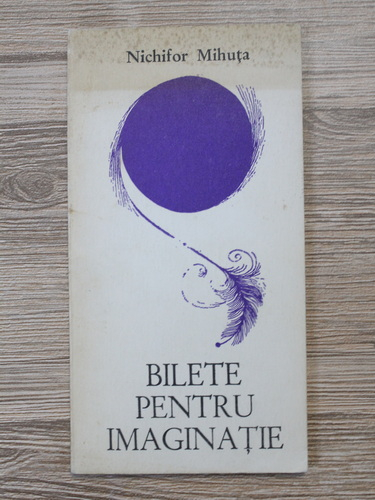 Nichifor Mihuța
BILETE
PENTRU
IMAGINAȚIE